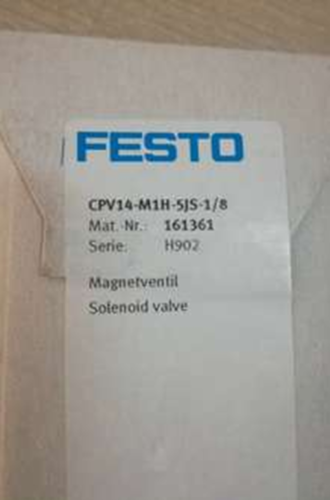 FESTO
CPV14-M1H-5JS-1/8
Mat.-Nr.: 161361
Serie: H902
Magnetventil
Solenoid valve